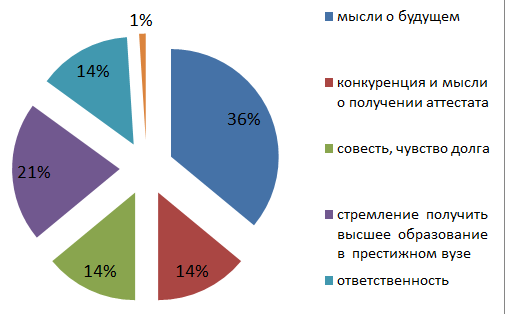 1%
14%
36%
21%
14%
14%
мысли о будущем
конкуренция и мысли
о получении аттестата
совесть, чувство долга
стремление получить
высшее образование
в престижном вузе
ответственность